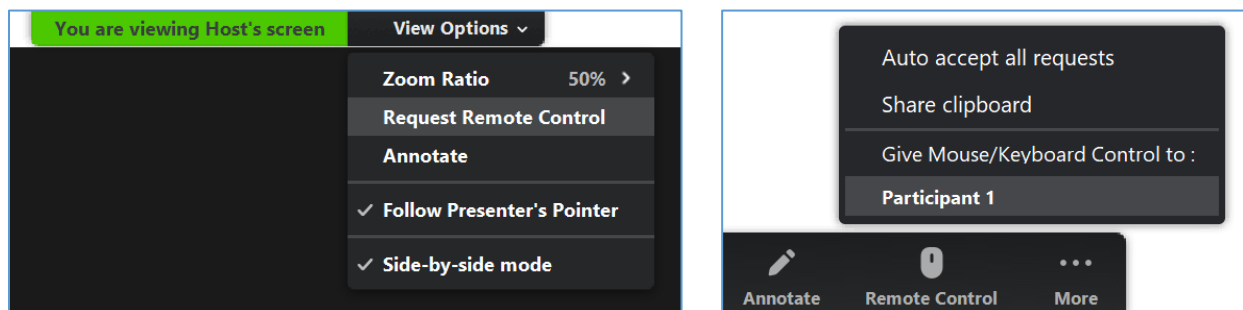 You are viewing Host's screen View Options
Zoom Ratio 50%
Request Remote Control
Annotate
Follow Presenter's Pointer
Side-by-side mode
Auto accept all requests
Share clipboard
Give Mouse/Keyboard Control to :
Participant 1
Annotate Remote Control More